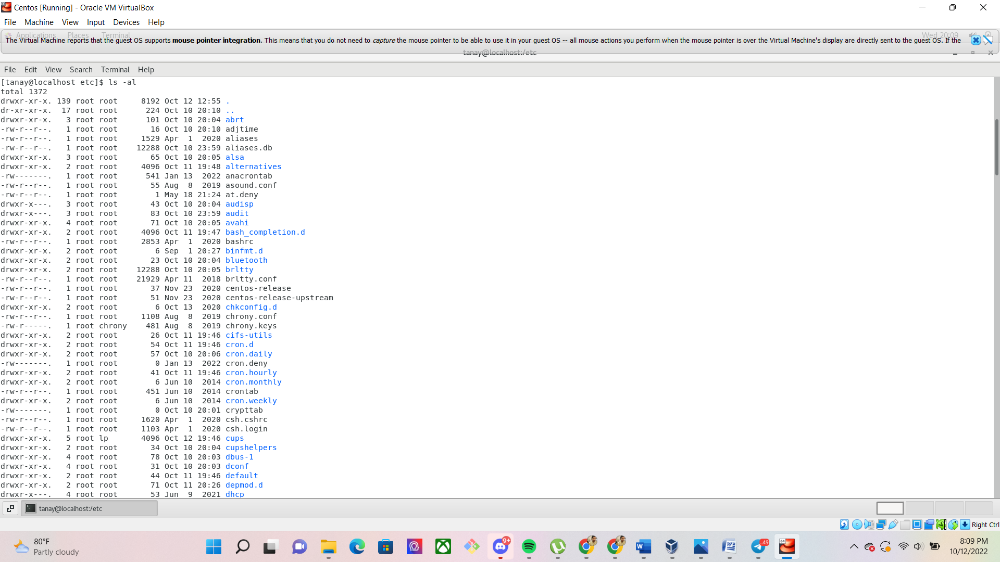 Centos [Running] - Oracle VM VirtualBox
File Machine View Input Devices Help
Applications Places Terminal Wed 20:09
The Virtual Machine reports that the guest OS supports mouse pointer integration. This means that you do not need to capture the mouse pointer to be able to use it in your guest OS -- all mouse actions you perform when the mouse pointer is over the Virtual Machine's display are directly sent to the guest OS. If the
tanay@localhost:/etc
File Edit View Search Terminal Help
[tanay@localhost etc]$ ls -al
total 1372
drwxr-xr-x. 139 root root     8192 Oct 12 12:55 .
dr-xr-xr-x.  17 root root      224 Oct 10 20:10 ..
drwxr-xr-x.   3 root root      101 Oct 10 20:04 abrt
-rw-r--r--.   1 root root       16 Oct 10 20:10 adjtime
-rw-r--r--.   1 root root     1529 Apr  1  2020 aliases
-rw-r--r--.   1 root root    12288 Oct 10 23:59 aliases.db
drwxr-xr-x.   3 root root       65 Oct 10 20:05 alsa
drwxr-xr-x.   2 root root     4096 Oct 11 19:48 alternatives
-rw-------.   1 root root      541 Jan 13  2022 anacrontab
-rw-r--r--.   1 root root       55 Aug  8  2019 asound.conf
-rw-r--r--.   1 root root        1 May 18 21:24 at.deny
drwxr-x---.   3 root root       43 Oct 10 20:04 audisp
drwxr-x---.   3 root root       83 Oct 10 23:59 audit
drwxr-xr-x.   4 root root       71 Oct 10 20:05 avahi
drwxr-xr-x.   2 root root     4096 Oct 11 19:47 bash_completion.d
-rw-r--r--.   1 root root     2853 Apr  1  2020 bashrc
drwxr-xr-x.   2 root root        6 Sep  1 20:27 binfmt.d
drwxr-xr-x.   2 root root       23 Oct 10 20:04 bluetooth
drwxr-xr-x.   2 root root    12288 Oct 10 20:05 brltty
-rw-r--r--.   1 root root    21929 Apr 11  2018 brltty.conf
-rw-r--r--.   1 root root       37 Nov 23  2020 centos-release
-rw-r--r--.   1 root root       51 Nov 23  2020 centos-release-upstream
drwxr-xr-x.   2 root root        6 Oct 13  2020 chkconfig.d
-rw-r--r--.   1 root root     1108 Aug  8  2019 chrony.conf
-rw-r-----.   1 root chrony    481 Aug  8  2019 chrony.keys
drwxr-xr-x.   2 root root       26 Oct 11 19:46 cifs-utils
drwxr-xr-x.   2 root root       54 Oct 11 19:46 cron.d
drwxr-xr-x.   2 root root       57 Oct 10 20:06 cron.daily
-rw-------.   1 root root        0 Jan 13  2022 cron.deny
drwxr-xr-x.   2 root root       41 Oct 11 19:46 cron.hourly
drwxr-xr-x.   2 root root        6 Jun 10  2014 cron.monthly
-rw-r--r--.   1 root root      451 Jun 10  2014 crontab
drwxr-xr-x.   2 root root        6 Jun 10  2014 cron.weekly
-rw-------.   1 root root        0 Oct 10 20:01 crypttab
-rw-r--r--.   1 root root     1620 Apr  1  2020 csh.cshrc
-rw-r--r--.   1 root root     1103 Apr  1  2020 csh.login
drwxr-xr-x.   5 root lp       4096 Oct 12 19:46 cups
drwxr-xr-x.   2 root root       34 Oct 10 20:04 cupshelpers
drwxr-xr-x.   4 root root       78 Oct 10 20:03 dbus-1
drwxr-xr-x.   4 root root       31 Oct 10 20:03 dconf
drwxr-xr-x.   2 root root       44 Oct 11 19:46 default
drwxr-xr-x.   2 root root       71 Oct 11 20:26 depmod.d
drwxr-x---.   4 root root       53 Jun  9  2021 dhcp
tanay@localhost:/etc
Right Ctrl
80°F
Partly cloudy
9+
49
64
8:09 PM
10/12/2022